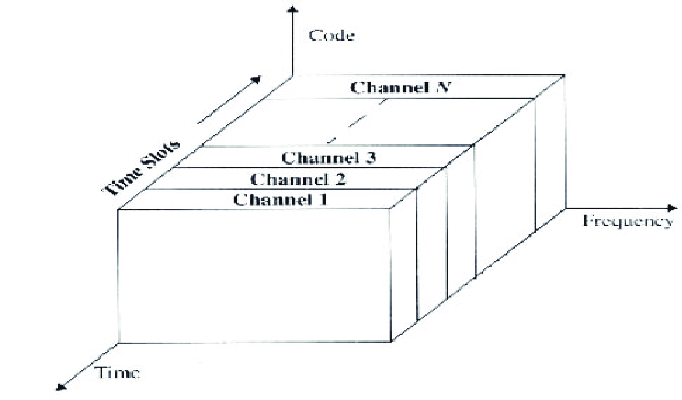 Code
Channel N
Time Slots
Channel 3
Channel 2
Channel 1
Frequency
Time